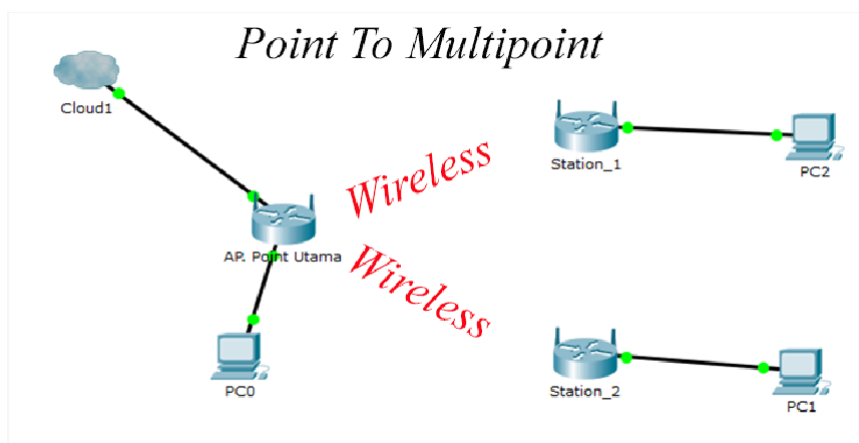 Point To Multipoint
Cloud1
Wireless
Station_1
PC2
AP. Point Utama
Wireless
PC0
Station_2
PC1